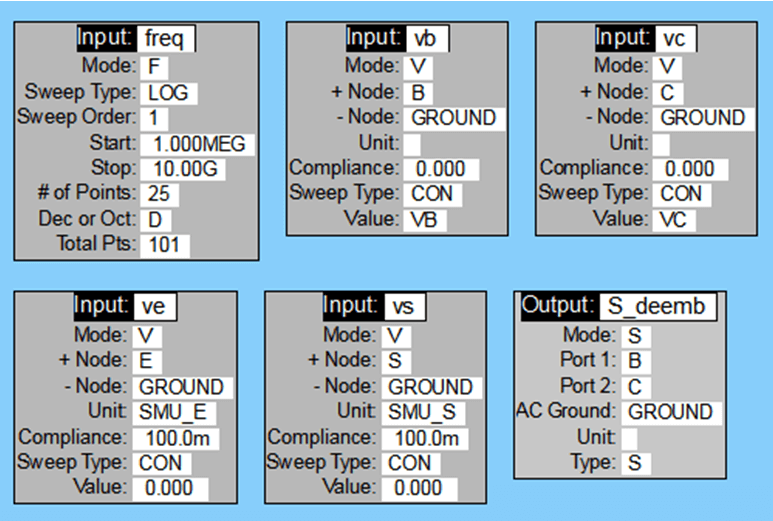 Input: freq
Mode: F
Sweep Type: LOG
Sweep Order: 1
Start: 1.000MEG
Stop: 10.00G
# of Points: 25
Dec or Oct: D
Total Pts: 101
Input: vb
Mode: V
+ Node: B
- Node: GROUND
Unit:
Compliance: 0.000
Sweep Type: CON
Value: VB
Input: vc
Mode: V
+ Node: C
- Node: GROUND
Unit:
Compliance: 0.000
Sweep Type: CON
Value: VC
Input: ve
Mode: V
+ Node: E
- Node: GROUND
Unit: SMU_E
Compliance: 100.0m
Sweep Type: CON
Value: 0.000
Input: vs
Mode: V
+ Node: S
- Node: GROUND
Unit: SMU_S
Compliance: 100.0m
Sweep Type: CON
Value: 0.000
Output: S_deemb
Mode: S
Port 1: B
Port 2: C
AC Ground: GROUND
Unit:
Type: S